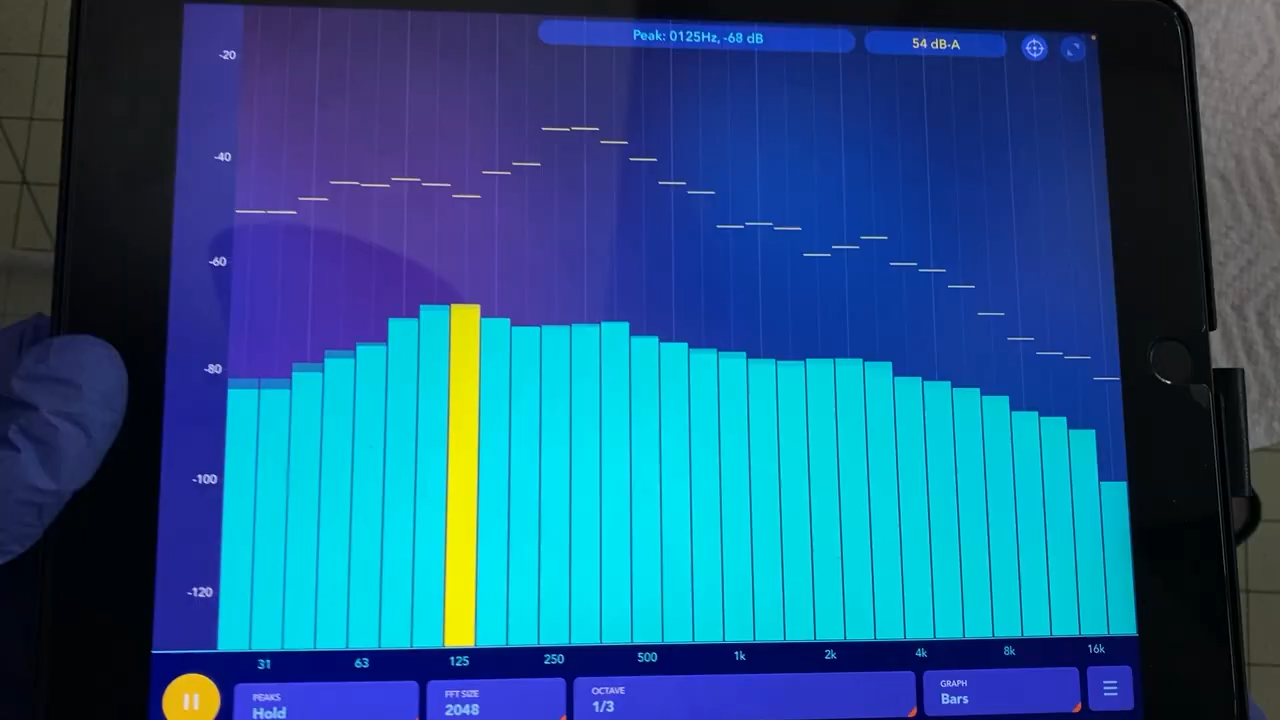 Peak: 0125Hz, -68 dB
54 dB-A
-20
-40
-60
-80
-100
-120
31 63 125 250 500 1k 2k 4k 8k 16k
PEAKS
Hold
FFT SIZE
2048
OCTAVE
1/3
GRAPH
Bars